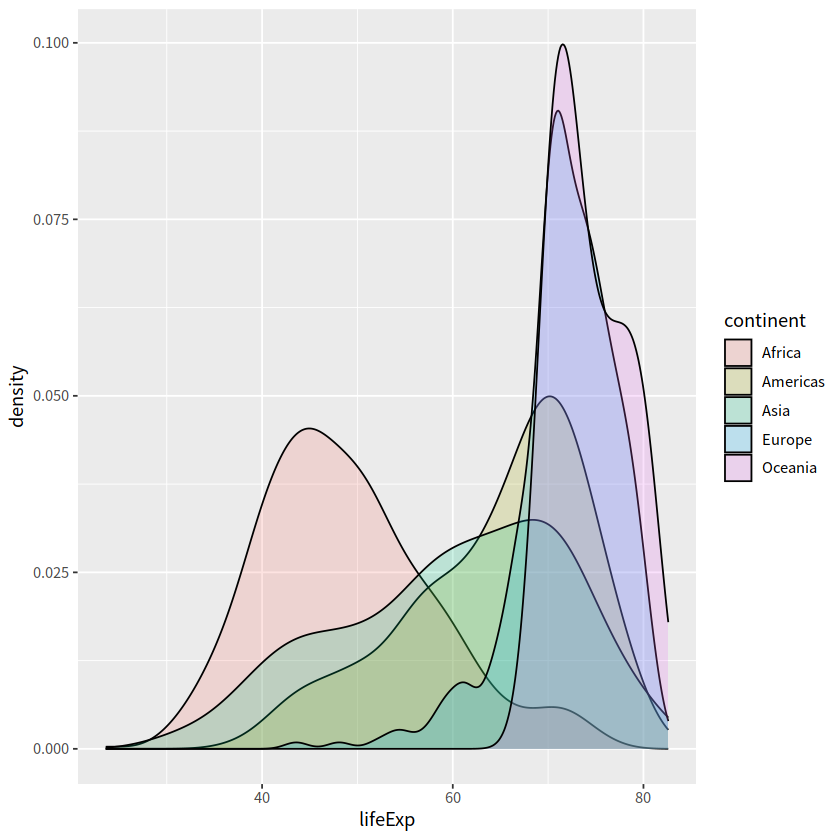 0.100
0.075
0.050
0.025
0.000
density
40 60 80
lifeExp
continent
Africa
Americas
Asia
Europe
Oceania